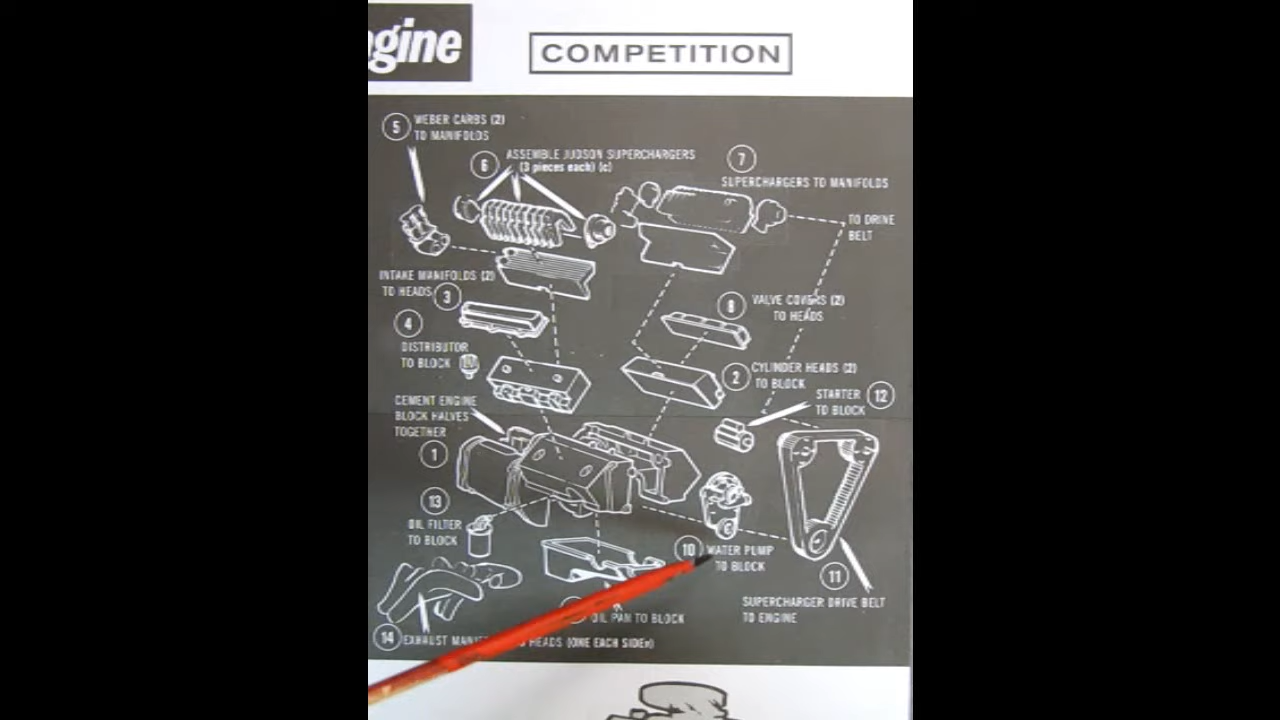 gine
COMPETITION
5 WEBER CARBS (2)
TO MANIFOLDS
6 ASSEMBLE JUDSON SUPERCHARGERS
(3 pieces each) (c)
7
SUPERCHARGERS TO MANIFOLDS
TO DRIVE
BELT
INTAKE MANIFOLDS (2)
TO HEADS 3
8 VALVE COVERS (2)
TO HEADS
4
DISTRIBUTOR
TO BLOCK
2 CYLINDER HEADS (2)
TO BLOCK
STARTER 12
TO BLOCK
CEMENT ENGINE
BLOCK HALVES
TOGETHER
1
13
OIL FILTER
TO BLOCK
10 WATER PUMP
TO BLOCK
11
SUPERCHARGER DRIVE BELT
TO ENGINE
OIL PAN TO BLOCK
14 EXHAUST HEADS (ONE EACH SIDE)